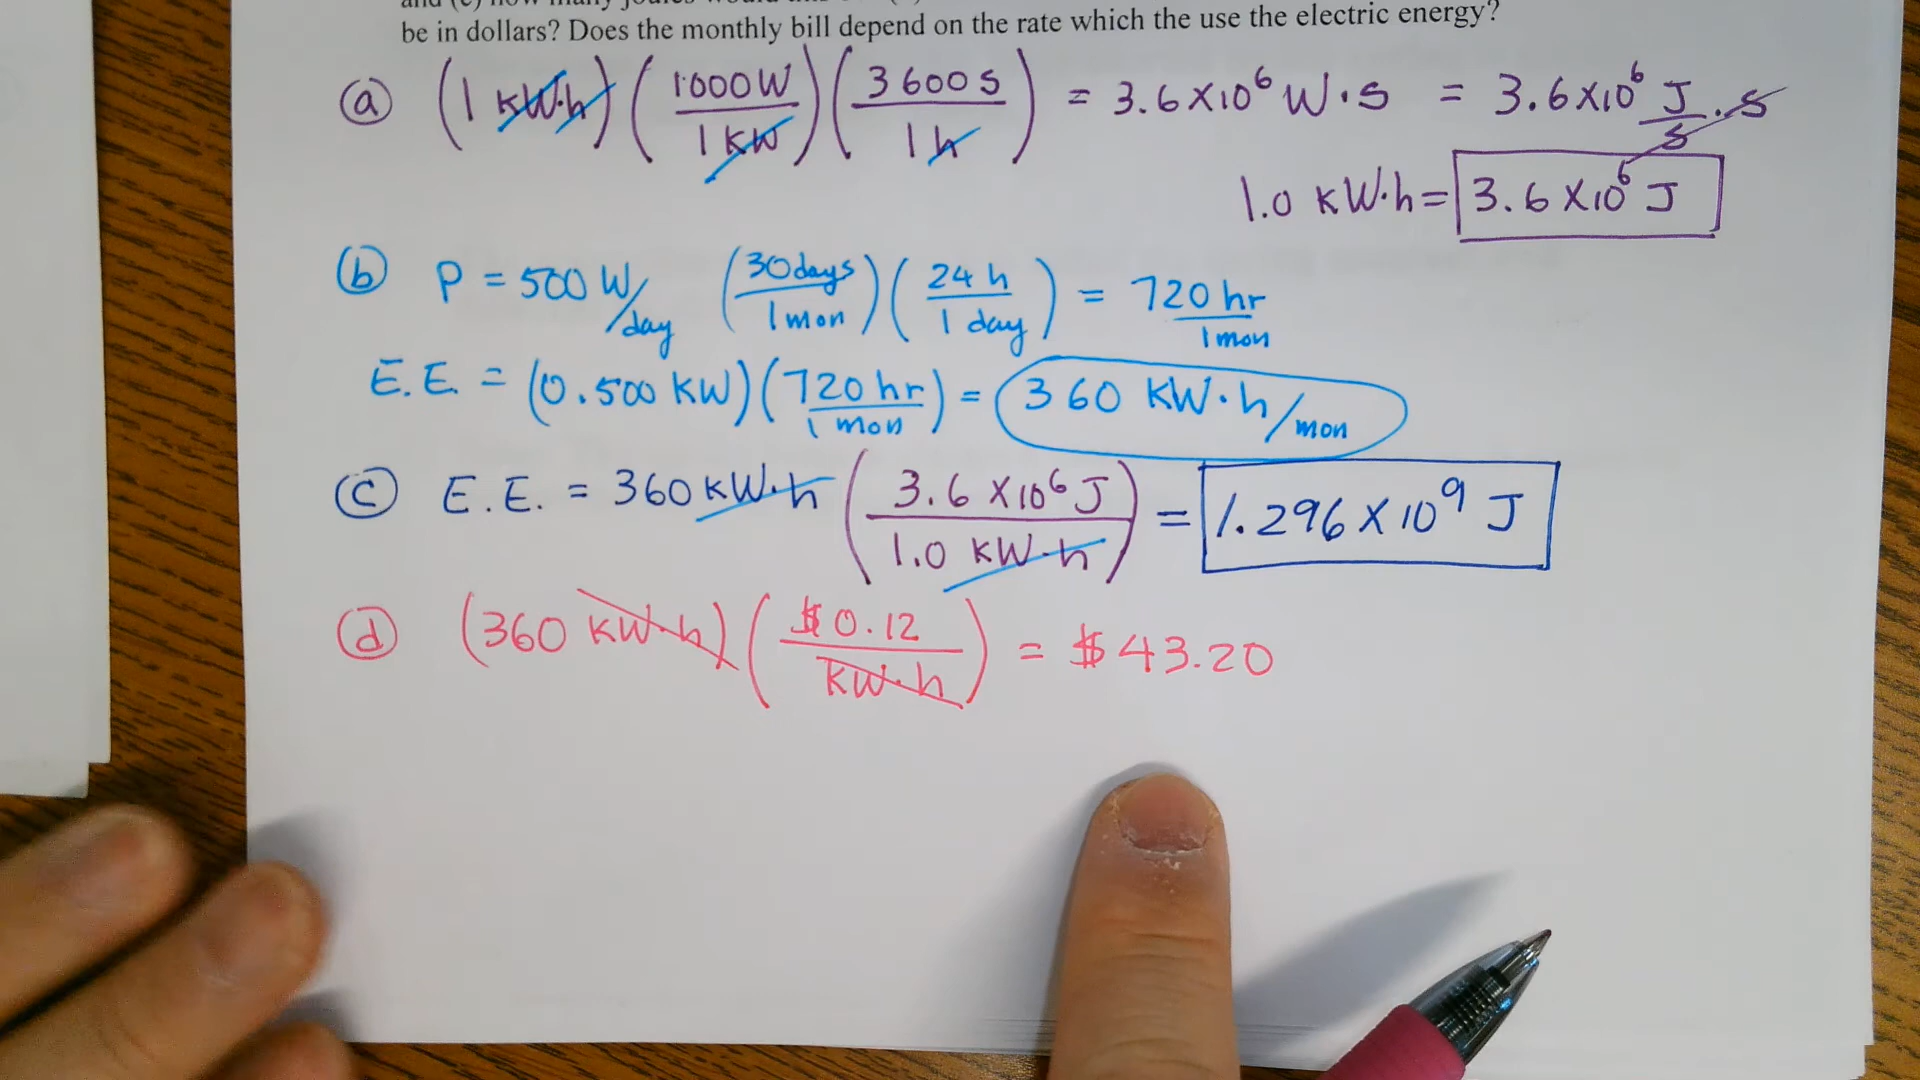 be in dollars? Does the monthly bill depend on the rate which the use the electric energy?
ⓐ (1 kW·h) (1000W / 1 kW) (3600 s / 1 h) = 3.6 × 10⁶ W·s = 3.6 × 10⁶ J/s · s
1.0 kW·h = 3.6 × 10⁶ J
ⓑ P = 500 W/day (30 days / 1 mon) (24 h / 1 day) = 720 hr / 1 mon
E.E. = (0.500 kW) (720 hr / 1 mon) = 360 kW·h/mon
ⓒ E.E. = 360 kW·h (3.6 × 10⁶ J / 1.0 kW·h) = 1.296 × 10⁹ J
ⓓ (360 kW·h) ($0.12 / kW·h) = $43.20